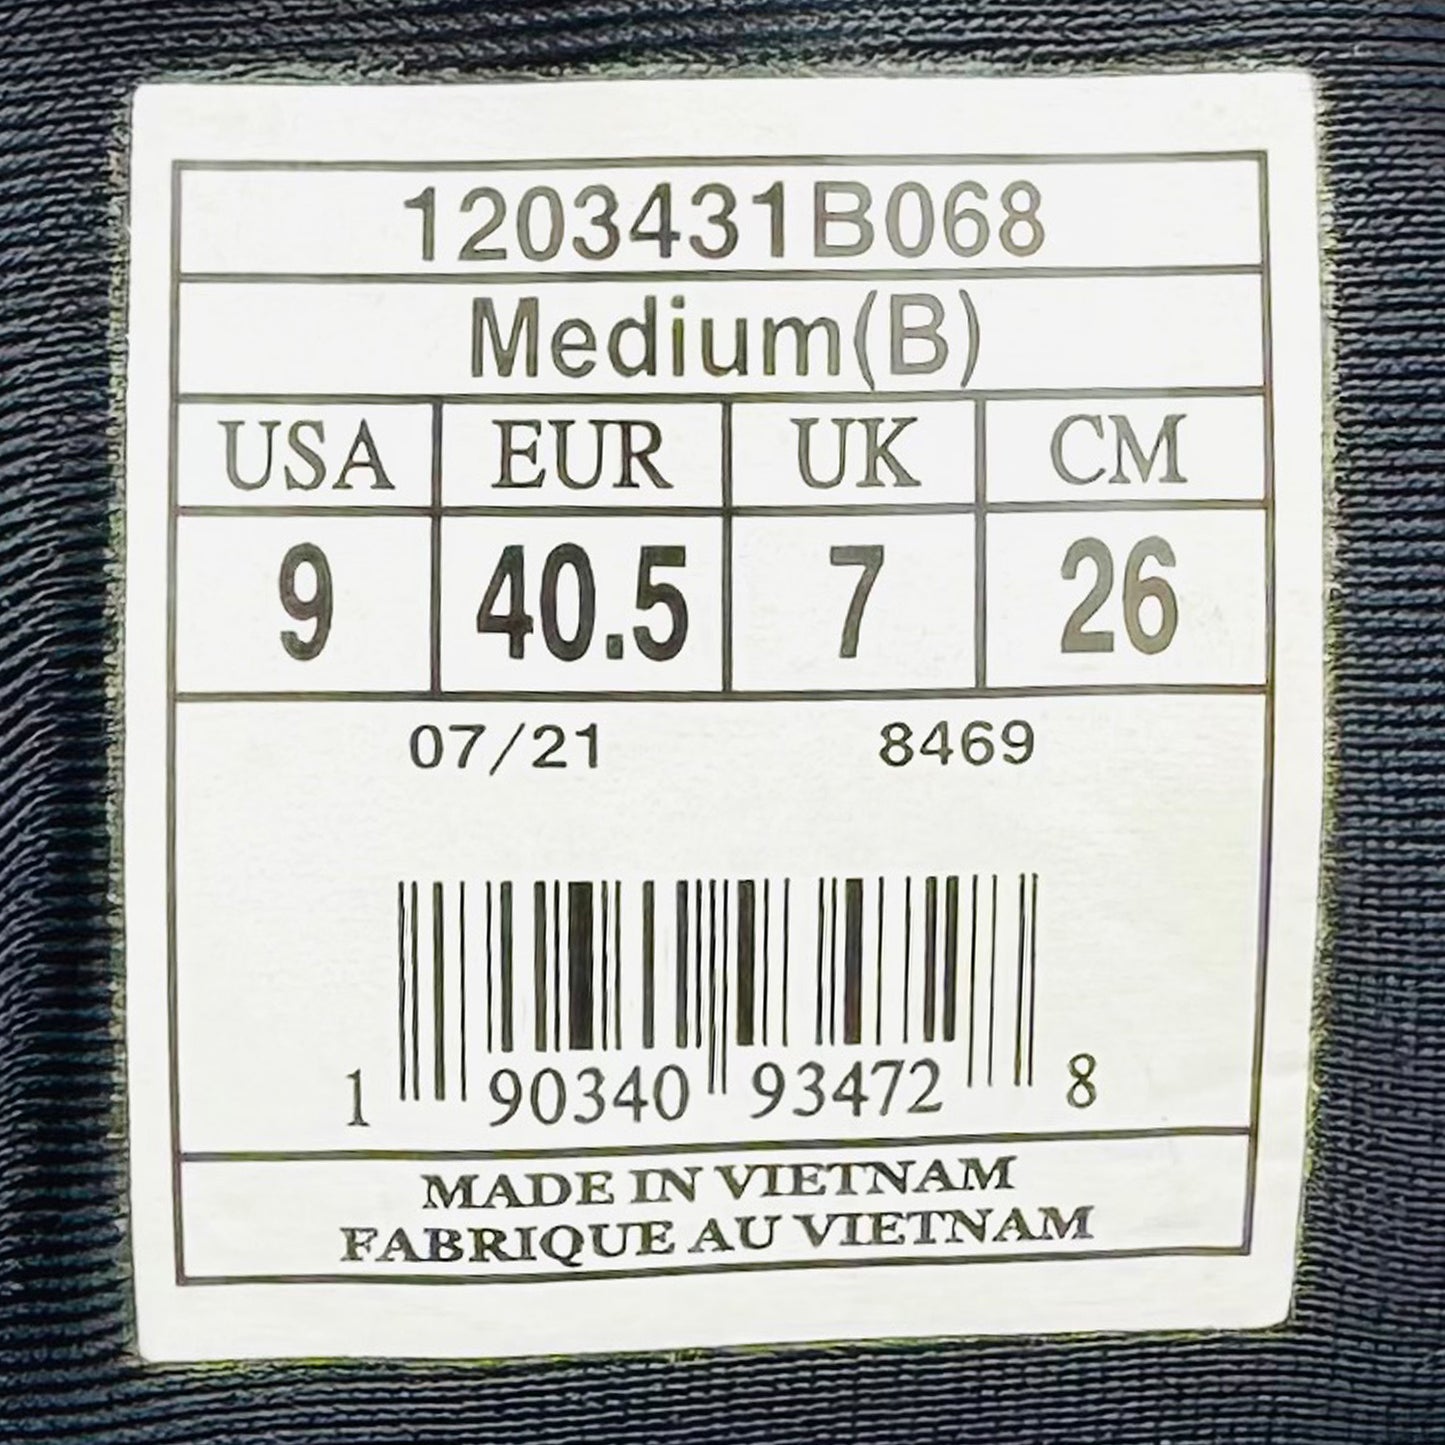 1203431B068
Medium(B)
USA EUR UK CM
9 40.5 7 26
07/21 8469
1 90340 93472 8
MADE IN VIETNAM
FABRIQUE AU VIETNAM